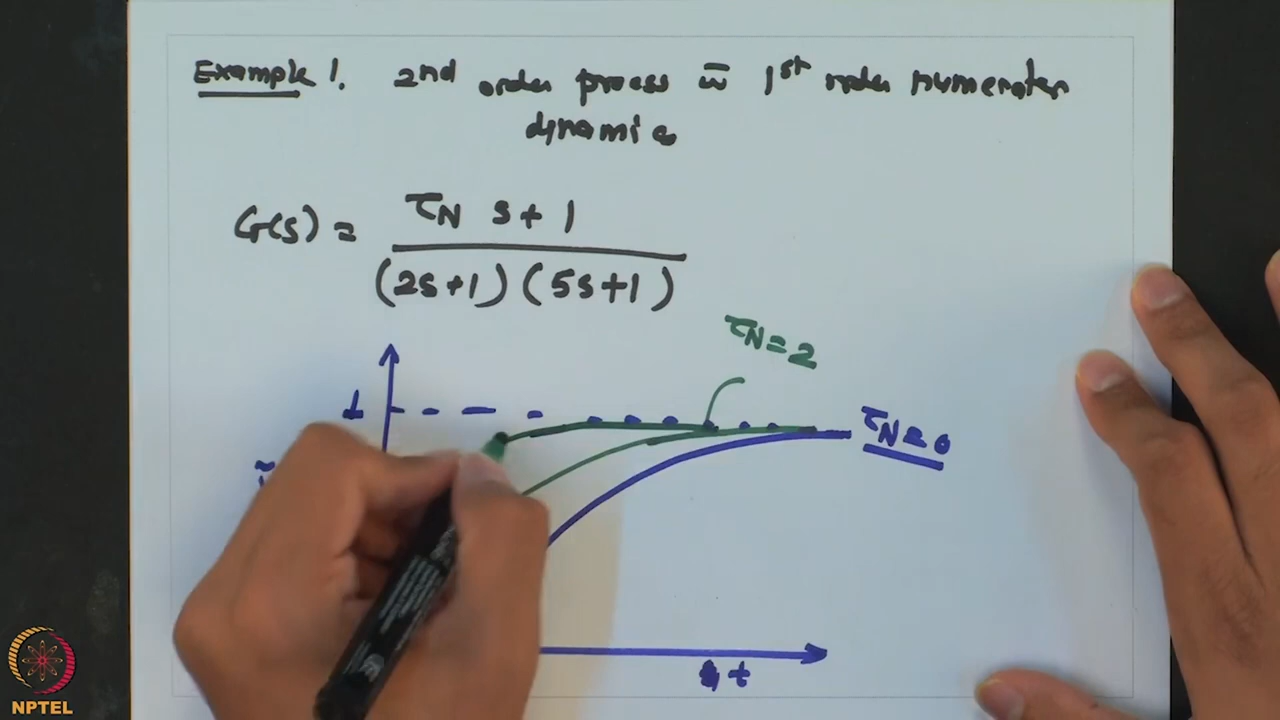 Example 1. 2nd order process w̄ 1st order numerator
dynamics
G(s) = τN s + 1
(2s+1) (5s+1)
τN = 2
1
τN = 0
t
NPTEL